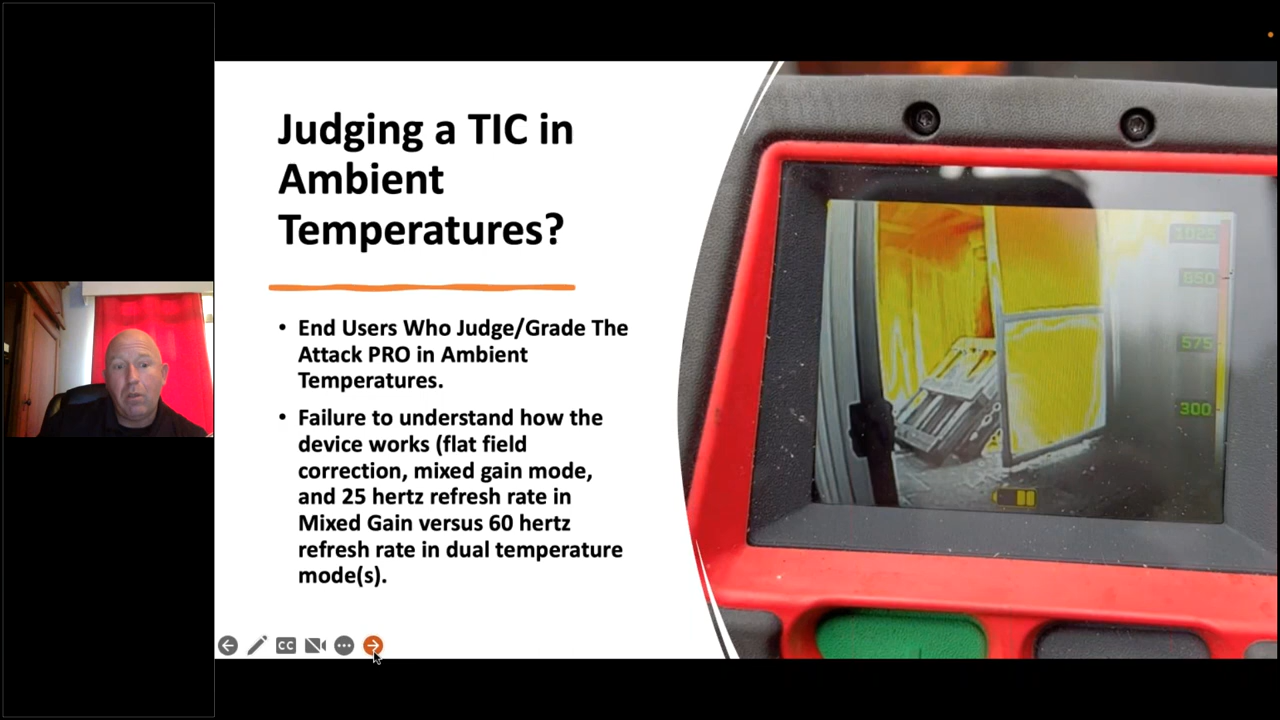 Judging a TIC in
Ambient
Temperatures?
• End Users Who Judge/Grade The
Attack PRO in Ambient
Temperatures.
• Failure to understand how the
device works (flat field
correction, mixed gain mode,
and 25 hertz refresh rate in
Mixed Gain versus 60 hertz
refresh rate in dual temperature
mode(s).
1025
850
575
300
CC